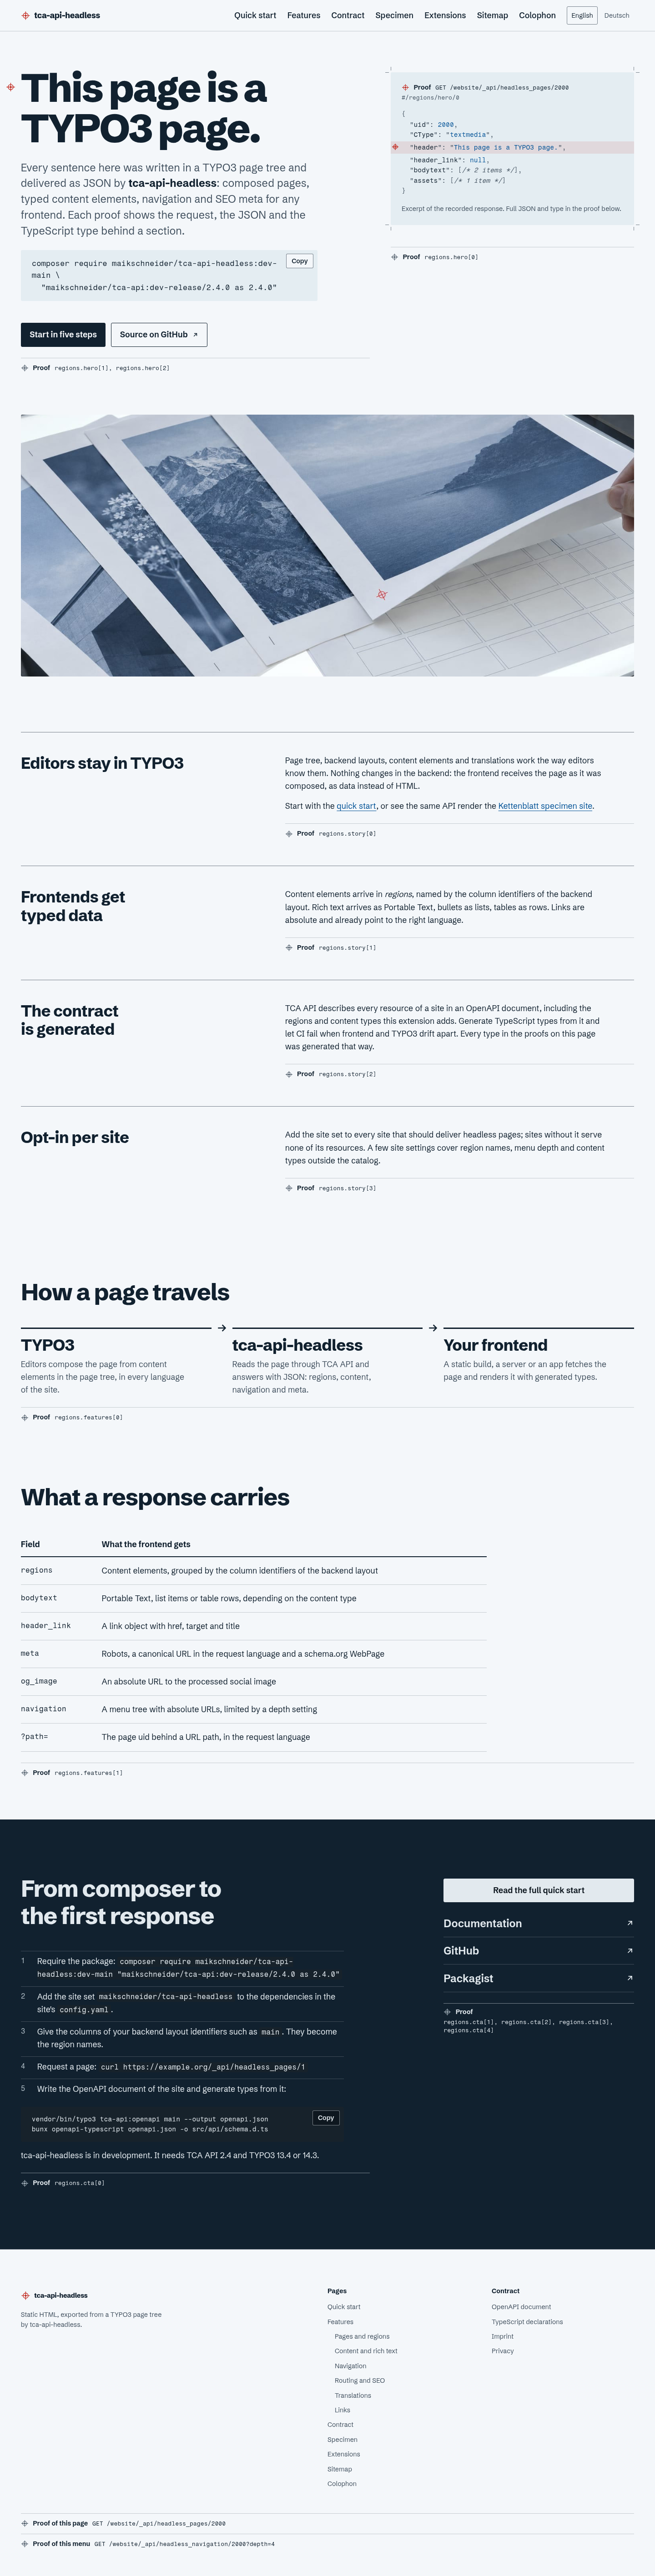 tca-api-headless
Quick start Features Contract Specimen Extensions Sitemap Colophon English Deutsch
This page is a
TYPO3 page.
Every sentence here was written in a TYPO3 page tree and
delivered as JSON by tca-api-headless: composed pages,
typed content elements, navigation and SEO meta for any
frontend. Each proof shows the request, the JSON and the
TypeScript type behind a section.
composer require maikschneider/tca-api-headless:dev-
main \
"maikschneider/tca-api:dev-release/2.4.0 as 2.4.0"
Copy
Start in five steps
Source on GitHub ↗
Proof regions.hero[1], regions.hero[2]
Proof GET /website/_api/headless_pages/2000
#/regions/hero/0
{
"uid": 2000,
"CType": "textmedia",
"header": "This page is a TYPO3 page.",
"header_link": null,
"bodytext": [/* 2 items */],
"assets": [/* 1 item */]
}
Excerpt of the recorded response. Full JSON and type in the proof below.
Proof regions.hero[0]
Editors stay in TYPO3
Page tree, backend layouts, content elements and translations work the way editors
know them. Nothing changes in the backend: the frontend receives the page as it was
composed, as data instead of HTML.
Start with the quick start, or see the same API render the Kettenblatt specimen site.
Proof regions.story[0]
Frontends get
typed data
Content elements arrive in regions, named by the column identifiers of the backend
layout. Rich text arrives as Portable Text, bullets as lists, tables as rows. Links are
absolute and already point to the right language.
Proof regions.story[1]
The contract
is generated
TCA API describes every resource of a site in an OpenAPI document, including the
regions and content types this extension adds. Generate TypeScript types from it and
let CI fail when frontend and TYPO3 drift apart. Every type in the proofs on this page
was generated that way.
Proof regions.story[2]
Opt-in per site
Add the site set to every site that should deliver headless pages; sites without it serve
none of its resources. A few site settings cover region names, menu depth and content
types outside the catalog.
Proof regions.story[3]
How a page travels
TYPO3
Editors compose the page from content
elements in the page tree, in every language
of the site.
→
tca-api-headless
Reads the page through TCA API and
answers with JSON: regions, content,
navigation and meta.
→
Your frontend
A static build, a server or an app fetches the
page and renders it with generated types.
Proof regions.features[0]
What a response carries
Field What the frontend gets
regions Content elements, grouped by the column identifiers of the backend layout
bodytext Portable Text, list items or table rows, depending on the content type
header_link A link object with href, target and title
meta Robots, a canonical URL in the request language and a schema.org WebPage
og_image An absolute URL to the processed social image
navigation A menu tree with absolute URLs, limited by a depth setting
?path= The page uid behind a URL path, in the request language
Proof regions.features[1]
From composer to
the first response
1 Require the package: composer require maikschneider/tca-api-
headless:dev-main "maikschneider/tca-api:dev-release/2.4.0 as 2.4.0"
2 Add the site set maikschneider/tca-api-headless to the dependencies in the
site's config.yaml.
3 Give the columns of your backend layout identifiers such as main. They become
the region names.
4 Request a page: curl https://example.org/_api/headless_pages/1
5 Write the OpenAPI document of the site and generate types from it:
vendor/bin/typo3 tca-api:openapi main --output openapi.json
bunx openapi-typescript openapi.json -o src/api/schema.d.ts
Copy
tca-api-headless is in development. It needs TCA API 2.4 and TYPO3 13.4 or 14.3.
Proof regions.cta[0]
Read the full quick start
Documentation ↗
GitHub ↗
Packagist ↗
Proof
regions.cta[1], regions.cta[2], regions.cta[3],
regions.cta[4]
tca-api-headless
Static HTML, exported from a TYPO3 page tree
by tca-api-headless.
Pages
Quick start
Features
Pages and regions
Content and rich text
Navigation
Routing and SEO
Translations
Links
Contract
Specimen
Extensions
Sitemap
Colophon
Contract
OpenAPI document
TypeScript declarations
Imprint
Privacy
Proof of this page GET /website/_api/headless_pages/2000
Proof of this menu GET /website/_api/headless_navigation/2000?depth=4